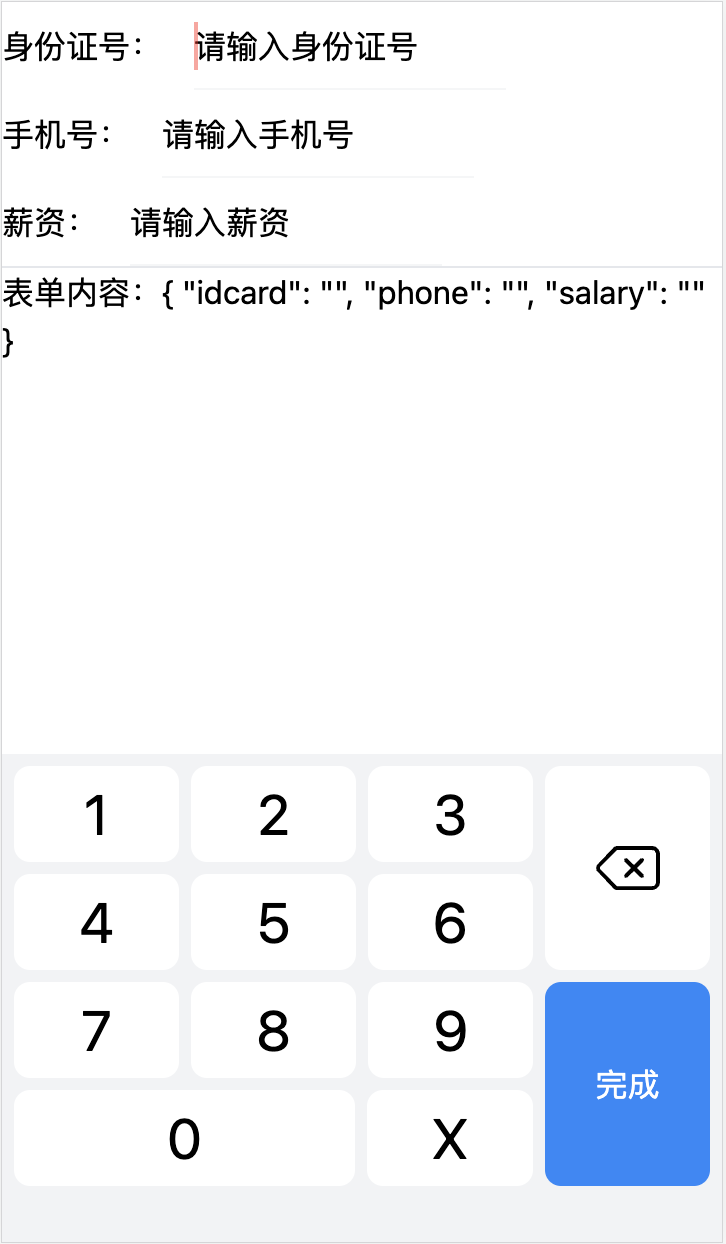 身份证号： 请输入身份证号
手机号： 请输入手机号
薪资： 请输入薪资
表单内容：{ "idcard": "", "phone": "", "salary": ""
}
1 2 3
4 5 6
7 8 9
完成
0 X